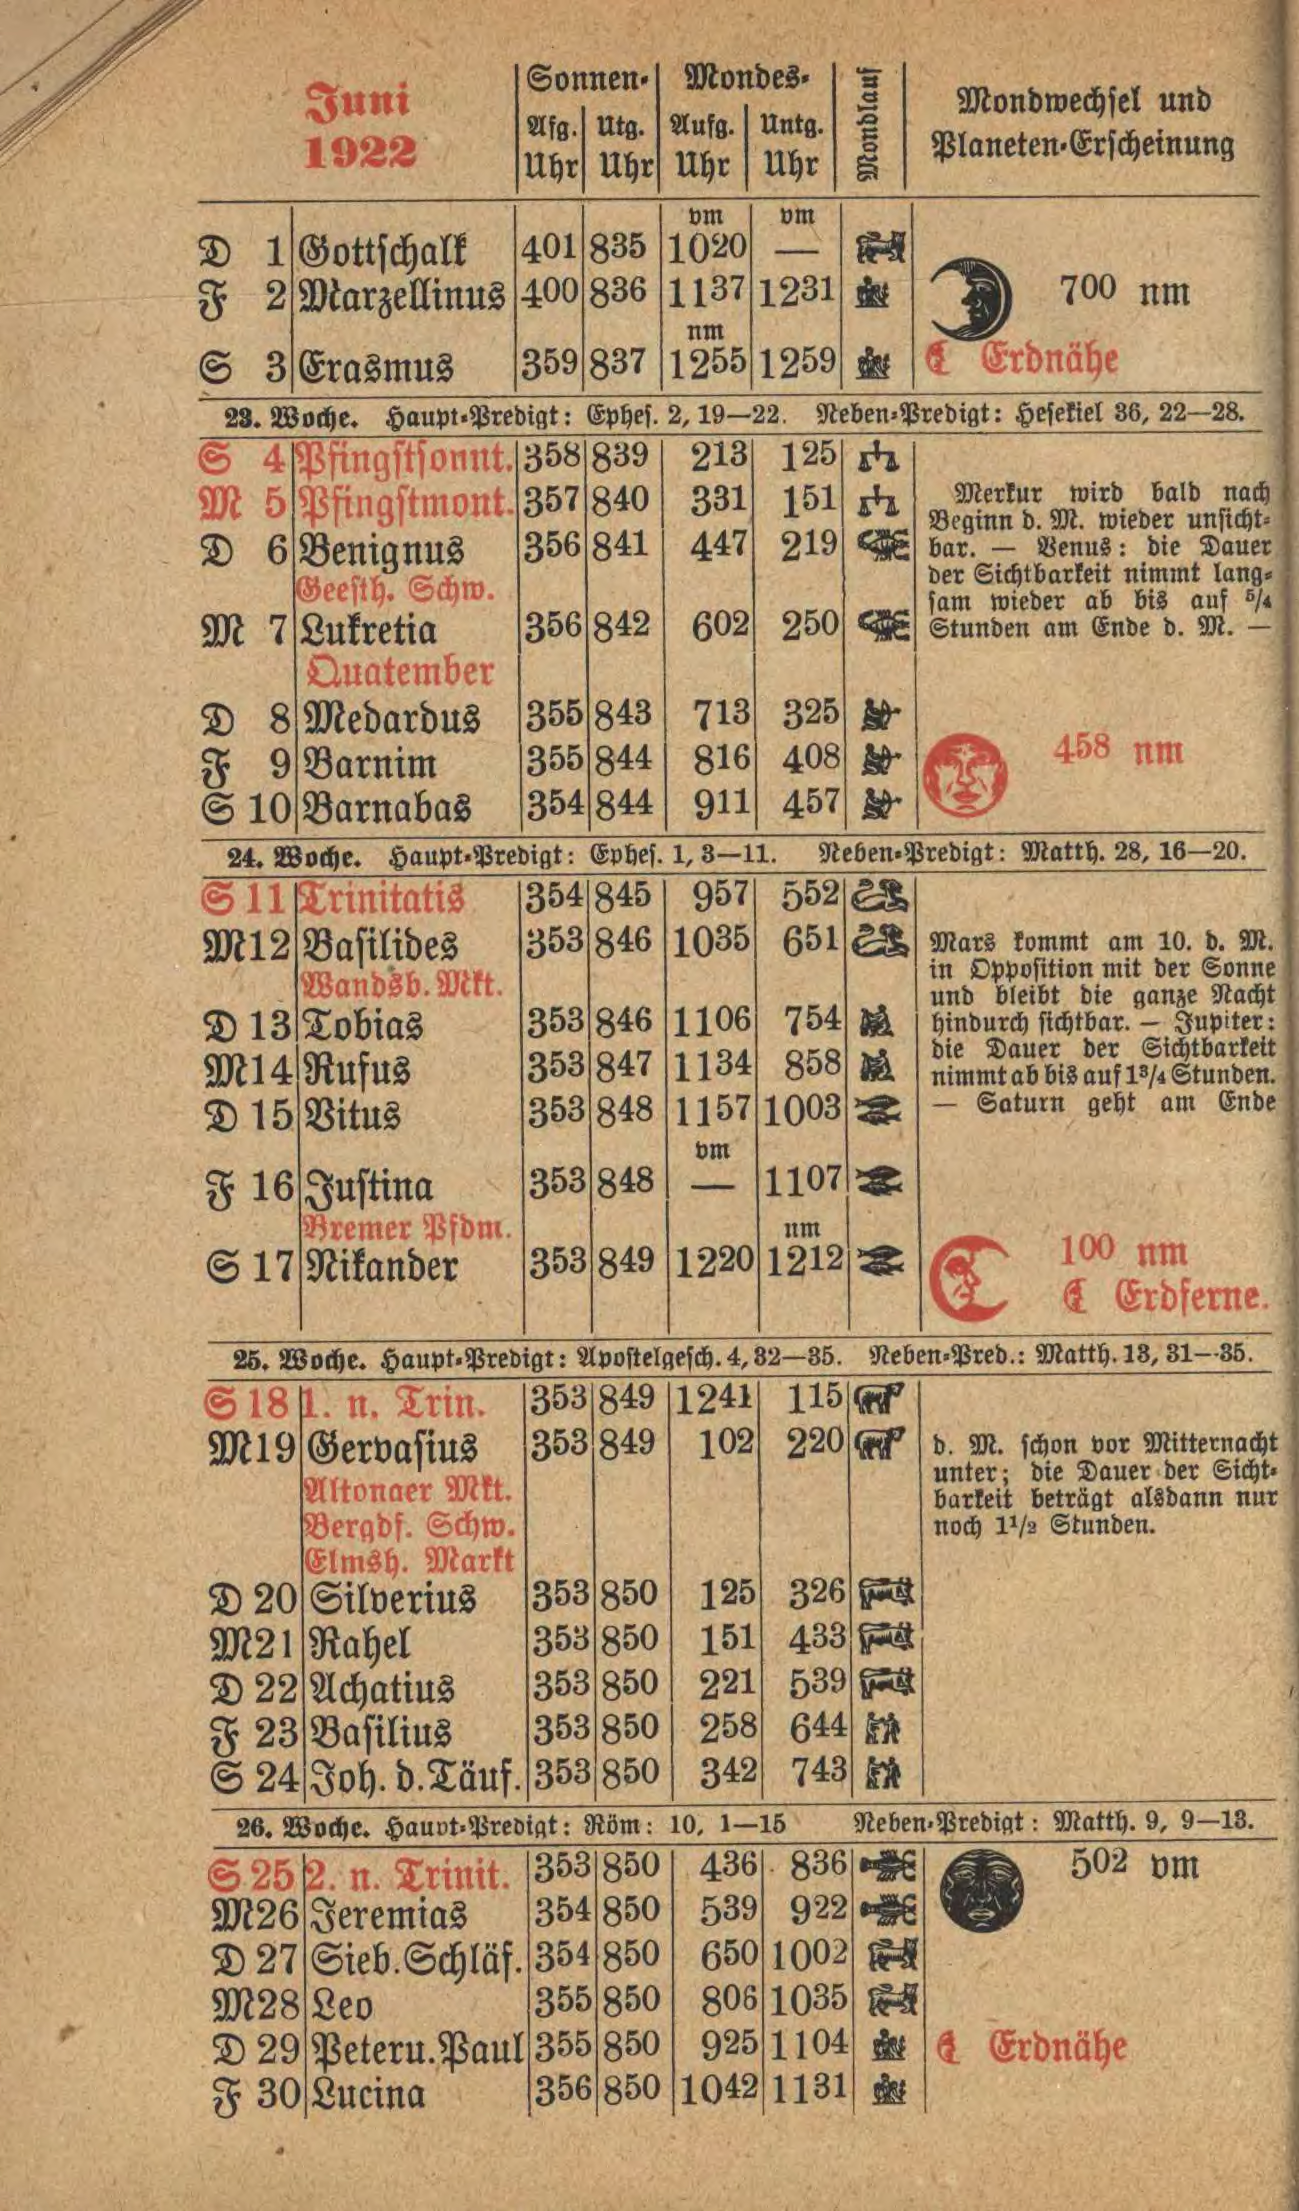 Juni
1922
Sonnen- Mondes- Mondlauf Mondwechsel und
Afg. Utg. Aufg. Untg. Planeten-Erscheinung
Uhr Uhr Uhr Uhr
vm vm
D 1 Gottschalk 401 835 1020 —
F 2 Marzellinus 400 836 1137 1231 700 nm
nm
S 3 Erasmus 359 837 1255 1259 ☾ Erdnähe
23. Woche. Haupt-Predigt: Ephes. 2, 19—22. Neben-Predigt: Hesekiel 36, 22—28.
S 4 Pfingstsonnt. 358 839 213 125
M 5 Pfingstmont. 357 840 331 151
D 6 Benignus 356 841 447 219
Geesth. Schw.
M 7 Lukretia 356 842 602 250
Quatember
D 8 Medardus 355 843 713 325
F 9 Barnim 355 844 816 408
S 10 Barnabas 354 844 911 457
Merkur wird bald nach
Beginn d. M. wieder unsicht-
bar. — Venus: die Dauer
der Sichtbarkeit nimmt lang-
sam wieder ab bis auf 5/4
Stunden am Ende d. M. —
458 nm
24. Woche. Haupt-Predigt: Ephes. 1, 3—11. Neben-Predigt: Matth. 28, 16—20.
S 11 Trinitatis 354 845 957 552
M 12 Basilides 353 846 1035 651
Wandsb. Mkt.
D 13 Tobias 353 846 1106 754
M 14 Rufus 353 847 1134 858
D 15 Vitus 353 848 1157 1003
vm
F 16 Justina 353 848 — 1107
Bremer Pfdm. nm
S 17 Nikander 353 849 1220 1212
Mars kommt am 10. d. M.
in Opposition mit der Sonne
und bleibt die ganze Nacht
hindurch sichtbar. — Jupiter:
die Dauer der Sichtbarkeit
nimmt ab bis auf 1 3/4 Stunden.
— Saturn geht am Ende
100 nm
☾ Erdferne.
25. Woche. Haupt-Predigt: Apostelgesch. 4, 32—35. Neben-Pred.: Matth. 13, 31—35.
S 18 1. n. Trin. 353 849 1241 115
M 19 Gervasius 353 849 102 220
Altonaer Mkt.
Bergdf. Schw.
Elmsh. Markt
D 20 Silverius 353 850 125 326
M 21 Rahel 353 850 151 433
D 22 Achatius 353 850 221 539
F 23 Basilius 353 850 258 644
S 24 Joh. d. Täuf. 353 850 342 743
d. M. schon vor Mitternacht
unter; die Dauer der Sicht-
barkeit beträgt alsdann nur
noch 1 1/2 Stunden.
26. Woche. Haupt-Predigt: Röm: 10, 1—15 Neben-Predigt: Matth. 9, 9—13.
S 25 2. n. Trinit. 353 850 436 836 502 vm
M 26 Jeremias 354 850 539 922
D 27 Sieb. Schläf. 354 850 650 1002
M 28 Leo 355 850 806 1035
D 29 Peter u. Paul 355 850 925 1104 ☾ Erdnähe
F 30 Lucina 356 850 1042 1131